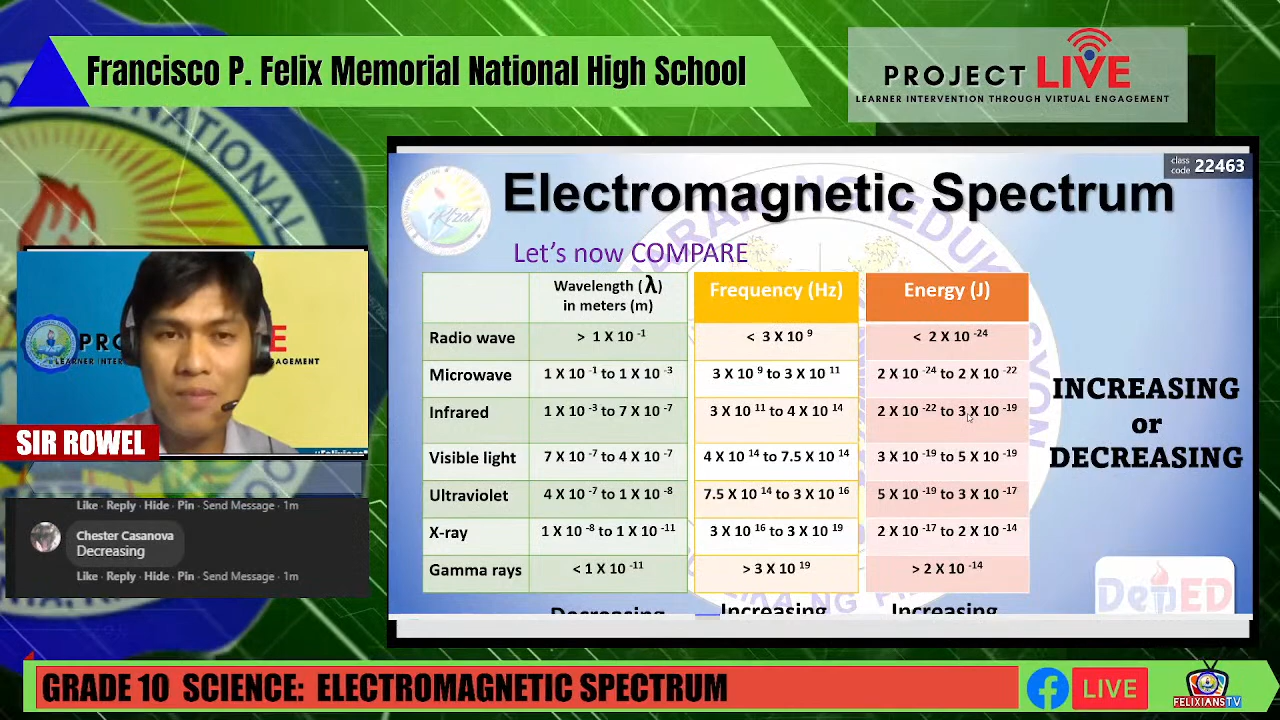 Francisco P. Felix Memorial National High School
PROJECT LIVE
LEARNER INTERVENTION THROUGH VIRTUAL ENGAGEMENT
class code 22463
Electromagnetic Spectrum
Let's now COMPARE
Wavelength (λ) in meters (m) Frequency (Hz) Energy (J)
Radio wave > 1 X 10 -1 < 3 X 10 9 < 2 X 10 -24
Microwave 1 X 10 -1 to 1 X 10 -3 3 X 10 9 to 3 X 10 11 2 X 10 -24 to 2 X 10 -22
Infrared 1 X 10 -3 to 7 X 10 -7 3 X 10 11 to 4 X 10 14 2 X 10 -22 to 3 X 10 -19
Visible light 7 X 10 -7 to 4 X 10 -7 4 X 10 14 to 7.5 X 10 14 3 X 10 -19 to 5 X 10 -19
Ultraviolet 4 X 10 -7 to 1 X 10 -8 7.5 X 10 14 to 3 X 10 16 5 X 10 -19 to 3 X 10 -17
X-ray 1 X 10 -8 to 1 X 10 -11 3 X 10 16 to 3 X 10 19 2 X 10 -17 to 2 X 10 -14
Gamma rays < 1 X 10 -11 > 3 X 10 19 > 2 X 10 -14
Decreasing Increasing Increasing
INCREASING
or
DECREASING
DepED
SIR ROWEL
Like · Reply · Hide · Pin · Send Message · 1m
Chester Casanova
Decreasing
Like · Reply · Hide · Pin · Send Message · 1m
GRADE 10 SCIENCE: ELECTROMAGNETIC SPECTRUM
LIVE
FELIXIANS TV